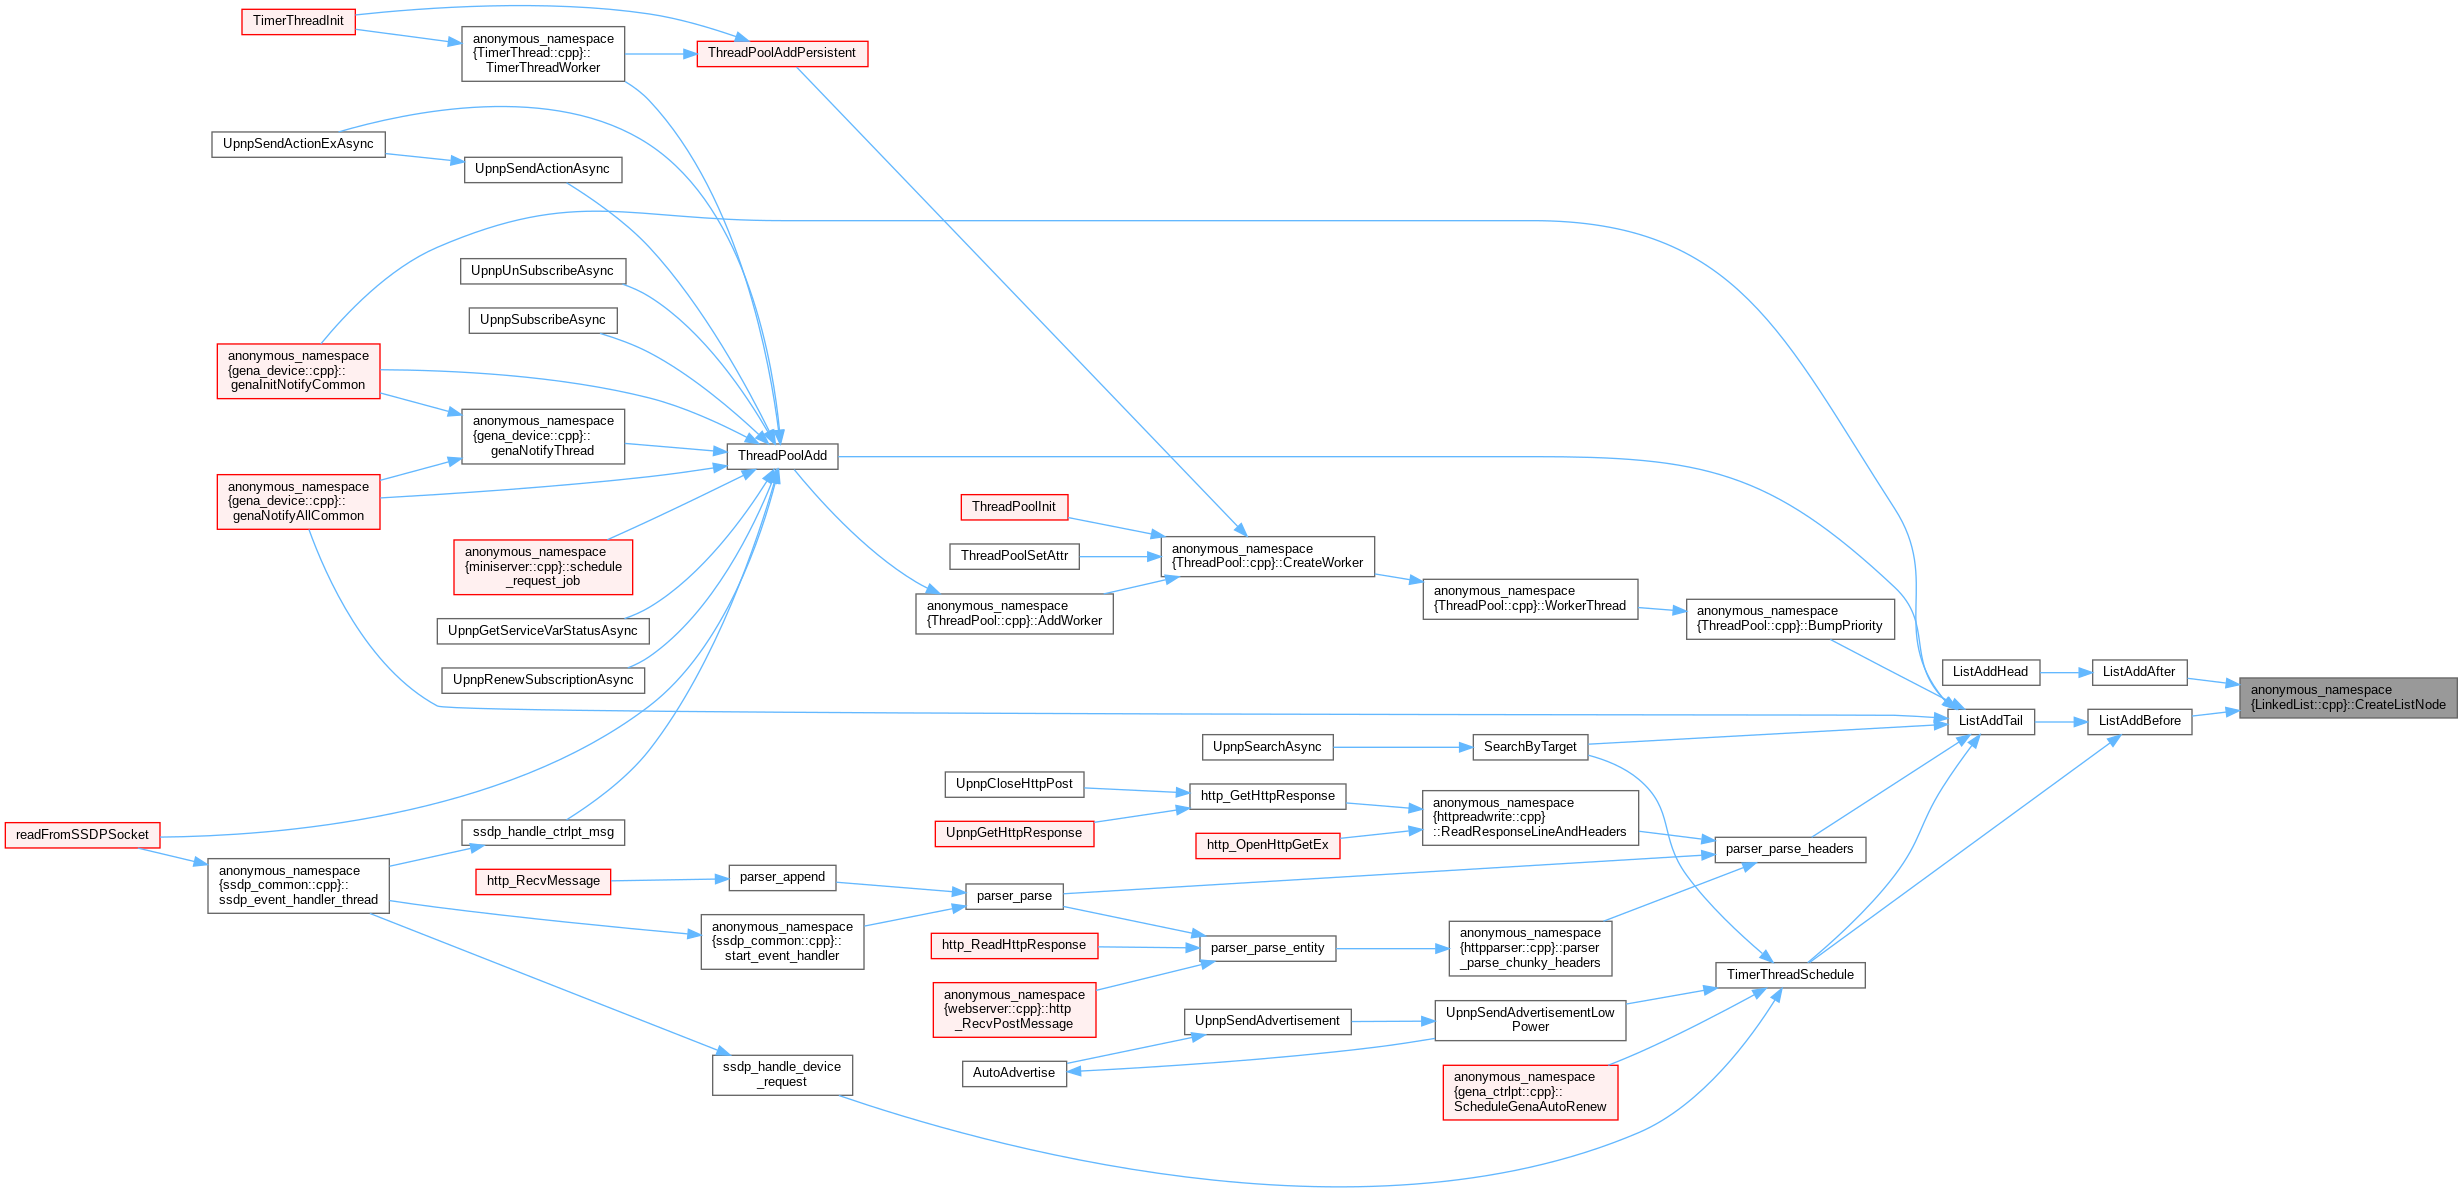 TimerThreadInit
anonymous_namespace
{TimerThread::cpp}::
TimerThreadWorker
ThreadPoolAddPersistent
UpnpSendActionExAsync
UpnpSendActionAsync
UpnpUnSubscribeAsync
UpnpSubscribeAsync
anonymous_namespace
{gena_device::cpp}::
genaInitNotifyCommon
anonymous_namespace
{gena_device::cpp}::
genaNotifyThread
ThreadPoolAdd
anonymous_namespace
{gena_device::cpp}::
genaNotifyAllCommon
ThreadPoolInit
anonymous_namespace
{miniserver::cpp}::schedule
_request_job
ThreadPoolSetAttr
anonymous_namespace
{ThreadPool::cpp}::CreateWorker
anonymous_namespace
{ThreadPool::cpp}::AddWorker
anonymous_namespace
{ThreadPool::cpp}::WorkerThread
anonymous_namespace
{ThreadPool::cpp}::BumpPriority
UpnpGetServiceVarStatusAsync
UpnpRenewSubscriptionAsync
ListAddHead
ListAddAfter
anonymous_namespace
{LinkedList::cpp}::CreateListNode
ListAddTail
ListAddBefore
UpnpSearchAsync
SearchByTarget
UpnpCloseHttpPost
http_GetHttpResponse
anonymous_namespace
{httpreadwrite::cpp}
::ReadResponseLineAndHeaders
UpnpGetHttpResponse
http_OpenHttpGetEx
parser_parse_headers
readFromSSDPSocket
ssdp_handle_ctrlpt_msg
anonymous_namespace
{ssdp_common::cpp}::
ssdp_event_handler_thread
http_RecvMessage
parser_append
parser_parse
anonymous_namespace
{ssdp_common::cpp}::
start_event_handler
http_ReadHttpResponse
parser_parse_entity
anonymous_namespace
{httpparser::cpp}::parser
_parse_chunky_headers
TimerThreadSchedule
anonymous_namespace
{webserver::cpp}::http
_RecvPostMessage
UpnpSendAdvertisement
UpnpSendAdvertisementLow
Power
AutoAdvertise
ssdp_handle_device
_request
anonymous_namespace
{gena_ctrlpt::cpp}::
ScheduleGenaAutoRenew